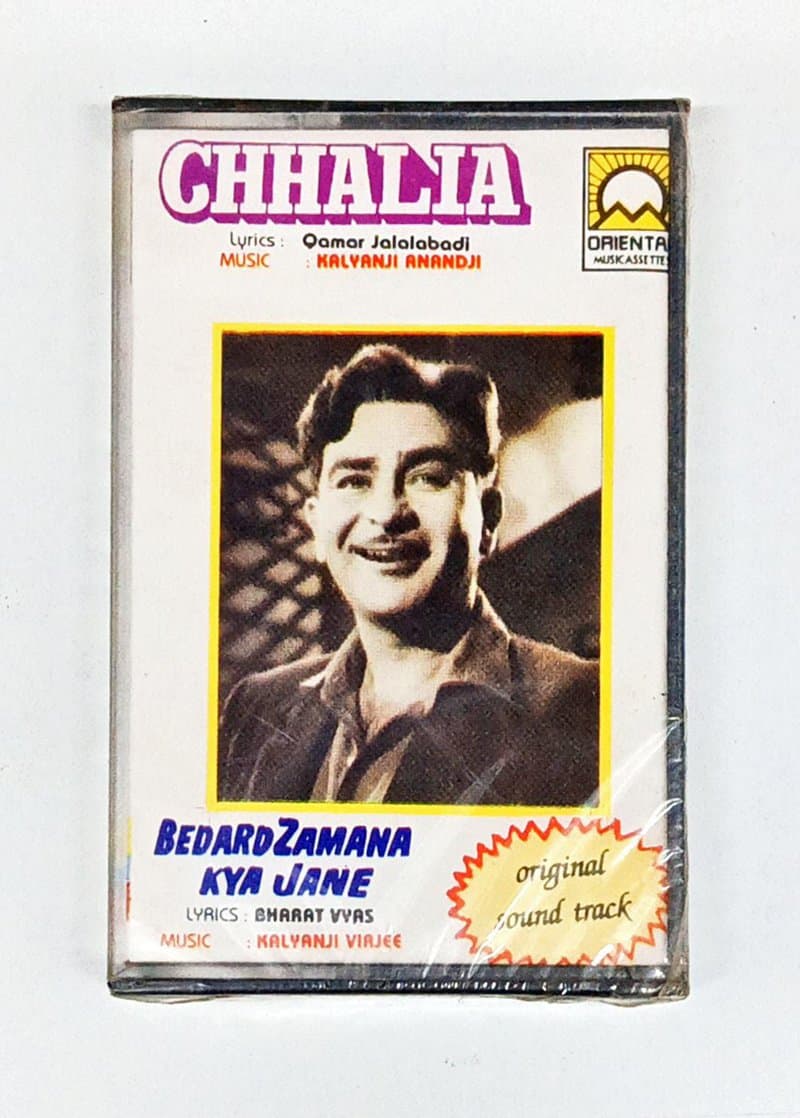 CHHALIA
Lyrics : Qamar Jalalabadi
MUSIC : KALYANJI ANANDJI
ORIENTA
MUSICASSETTES
BEDARD ZAMANA
KYA JANE
LYRICS : BHARAT VYAS
MUSIC : KALYANJI VIRJEE
original
sound track